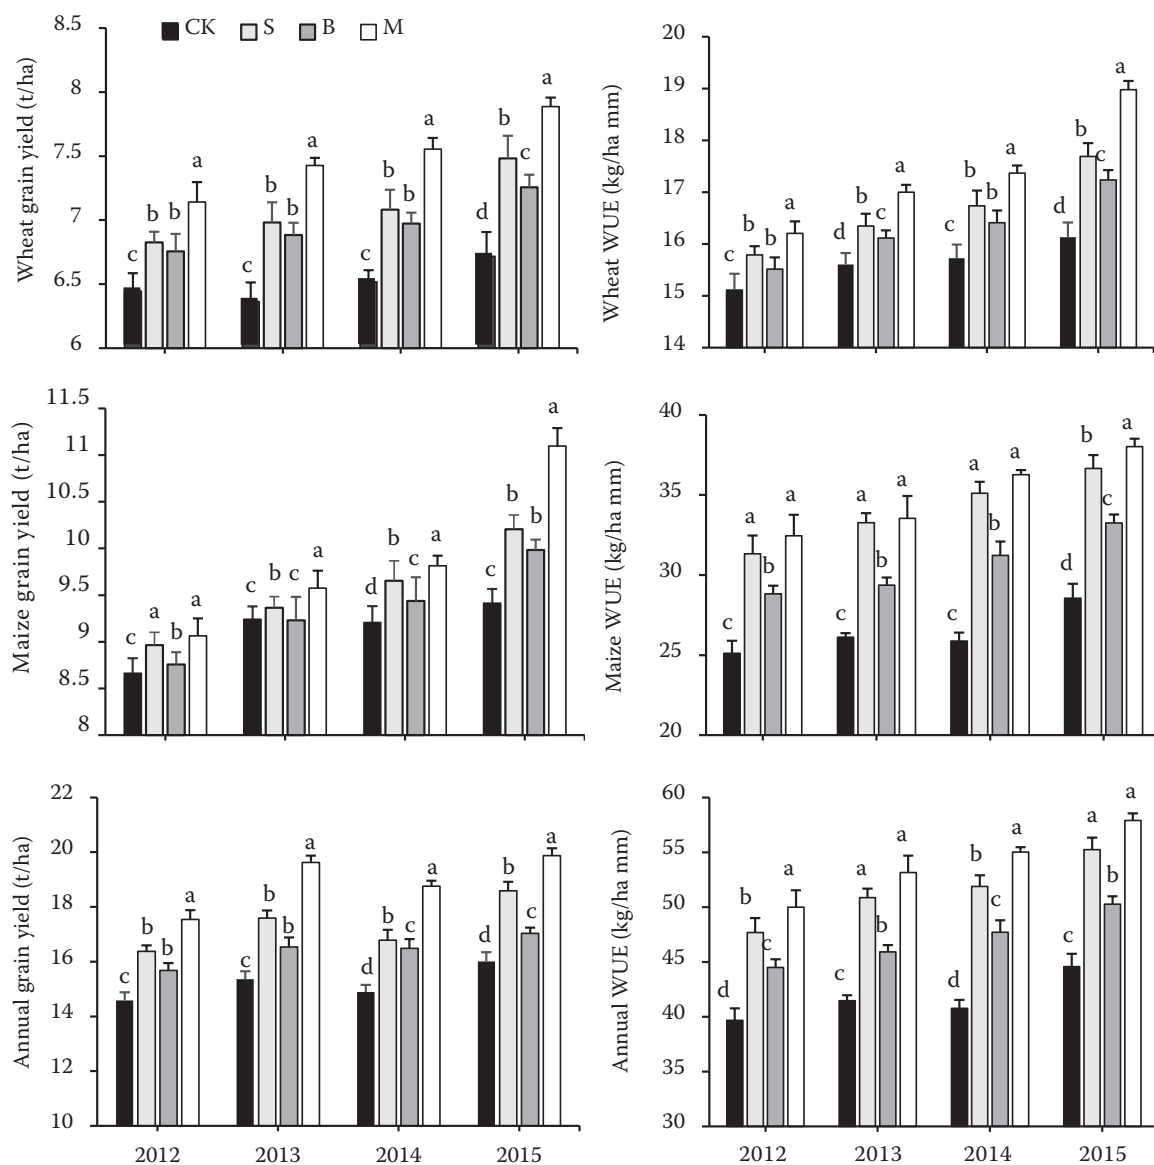 CK S B M
Wheat grain yield (t/ha)
8.5
8
7.5
7
6.5
6
c b b a
c b b a
c b b a
d b c a
Wheat WUE (kg/ha mm)
20
19
18
17
16
15
14
c b b a
d b c a
c b b a
d b c a
Maize grain yield (t/ha)
11.5
11
10.5
10
9.5
9
8.5
8
c a b a
c b c a
d b c a
c b b a
Maize WUE (kg/ha mm)
40
35
30
25
20
c a b a
c a b a
c a b a
d b c a
Annual grain yield (t/ha)
22
20
18
16
14
12
10
c b b a
c b b a
d b c a
d b c a
2012 2013 2014 2015
Annual WUE (kg/ha mm)
60
55
50
45
40
35
30
d b c a
c a b a
d b c a
c a b a
2012 2013 2014 2015